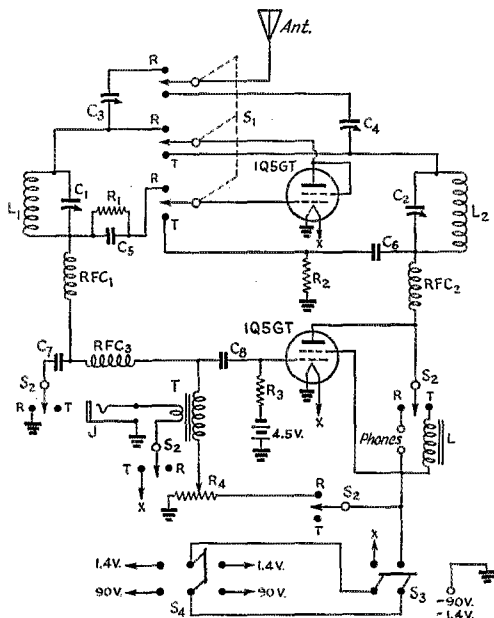 Ant.
R
C3
S1
R
T
C4
1Q5GT
L1
C1
R1
R
T
C5
X
C2
L2
C6
R2
RFC1
RFC2
1Q5GT
C7
RFC3
C8
S2
R
T
J
T
S2
T
R
X
R3
4.5V.
X
S2
R
T
Phones
L
R4
R
S2
T
1.4V.
1.4V.
X
90V.
90V.
S4
S3
-90V.
-1.4V.